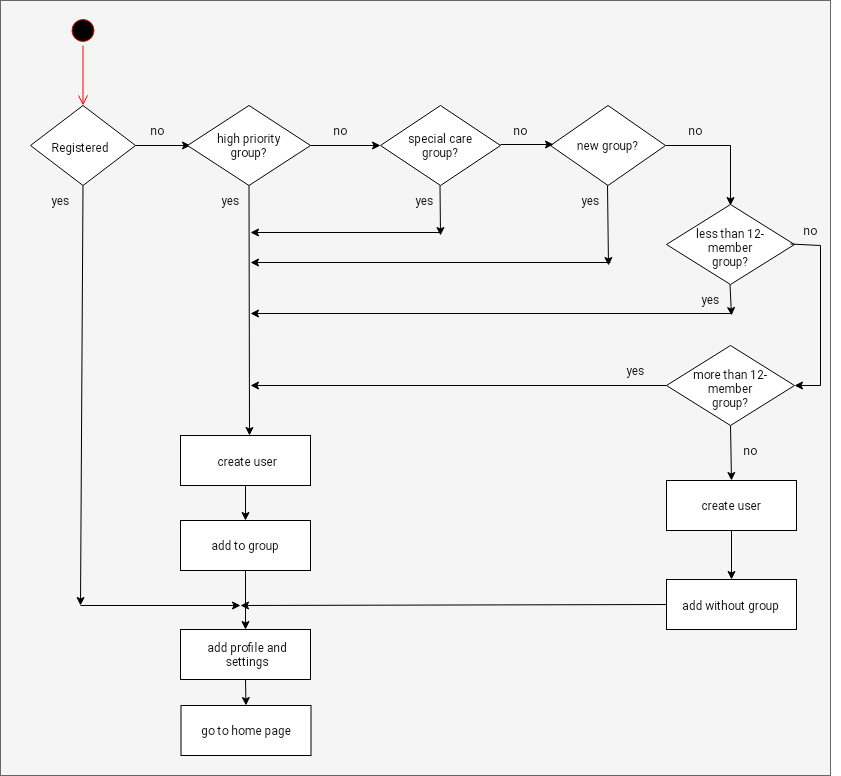 no
no
no
no
Registered
high priority
group?
special care
group?
new group?
yes
yes
yes
yes
less than 12-
member
group?
no
yes
yes
more than 12-
member
group?
no
create user
create user
add to group
add without group
add profile and
settings
go to home page